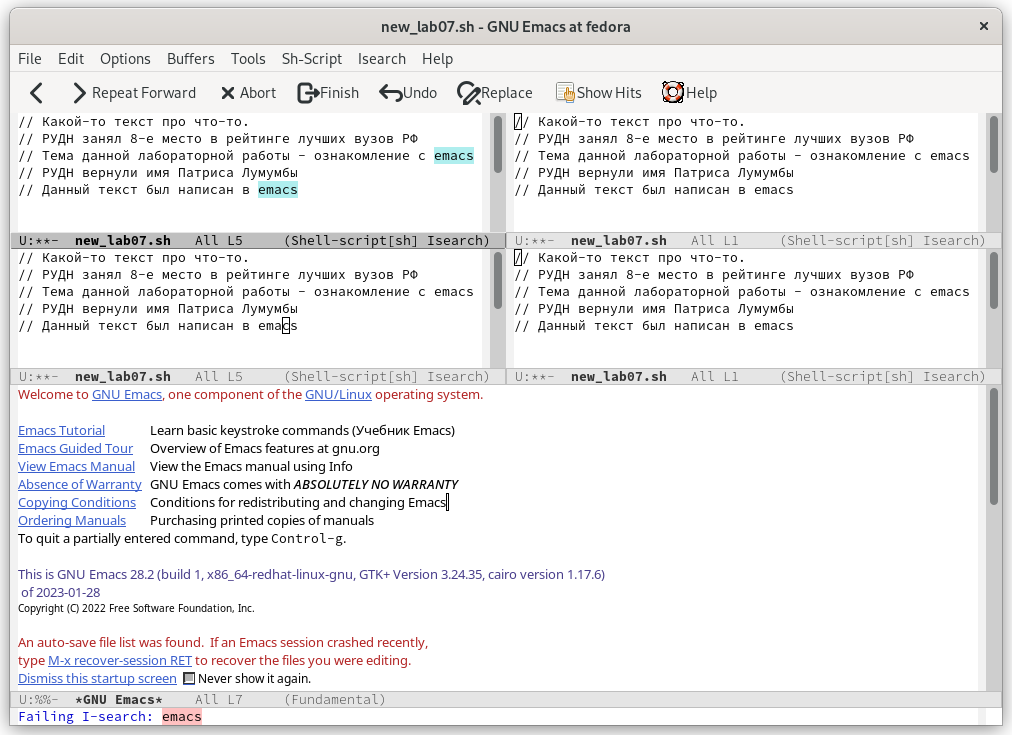 new_lab07.sh - GNU Emacs at fedora
File Edit Options Buffers Tools Sh-Script Isearch Help
Repeat Forward Abort Finish Undo Replace Show Hits Help
// Какой-то текст про что-то.
// РУДН занял 8-е место в рейтинге лучших вузов РФ
// Тема данной лабораторной работы - ознакомление с emacs
// РУДН вернули имя Патриса Лумумбы
// Данный текст был написан в emacs
U:**- new_lab07.sh All L5 (Shell-script[sh] Isearch)
// Какой-то текст про что-то.
// РУДН занял 8-е место в рейтинге лучших вузов РФ
// Тема данной лабораторной работы - ознакомление с emacs
// РУДН вернули имя Патриса Лумумбы
// Данный текст был написан в emacs
U:**- new_lab07.sh All L1 (Shell-script[sh] Isearch)
// Какой-то текст про что-то.
// РУДН занял 8-е место в рейтинге лучших вузов РФ
// Тема данной лабораторной работы - ознакомление с emacs
// РУДН вернули имя Патриса Лумумбы
// Данный текст был написан в emacs
U:**- new_lab07.sh All L5 (Shell-script[sh] Isearch)
// Какой-то текст про что-то.
// РУДН занял 8-е место в рейтинге лучших вузов РФ
// Тема данной лабораторной работы - ознакомление с emacs
// РУДН вернули имя Патриса Лумумбы
// Данный текст был написан в emacs
U:**- new_lab07.sh All L1 (Shell-script[sh] Isearch)
Welcome to GNU Emacs, one component of the GNU/Linux operating system.
Emacs Tutorial Learn basic keystroke commands (Учебник Emacs)
Emacs Guided Tour Overview of Emacs features at gnu.org
View Emacs Manual View the Emacs manual using Info
Absence of Warranty GNU Emacs comes with ABSOLUTELY NO WARRANTY
Copying Conditions Conditions for redistributing and changing Emacs
Ordering Manuals Purchasing printed copies of manuals
To quit a partially entered command, type Control-g.
This is GNU Emacs 28.2 (build 1, x86_64-redhat-linux-gnu, GTK+ Version 3.24.35, cairo version 1.17.6)
of 2023-01-28
Copyright (C) 2022 Free Software Foundation, Inc.
An auto-save file list was found. If an Emacs session crashed recently,
type M-x recover-session RET to recover the files you were editing.
Dismiss this startup screen Never show it again.
U:%%- *GNU Emacs* All L7 (Fundamental)
Failing I-search: emacs